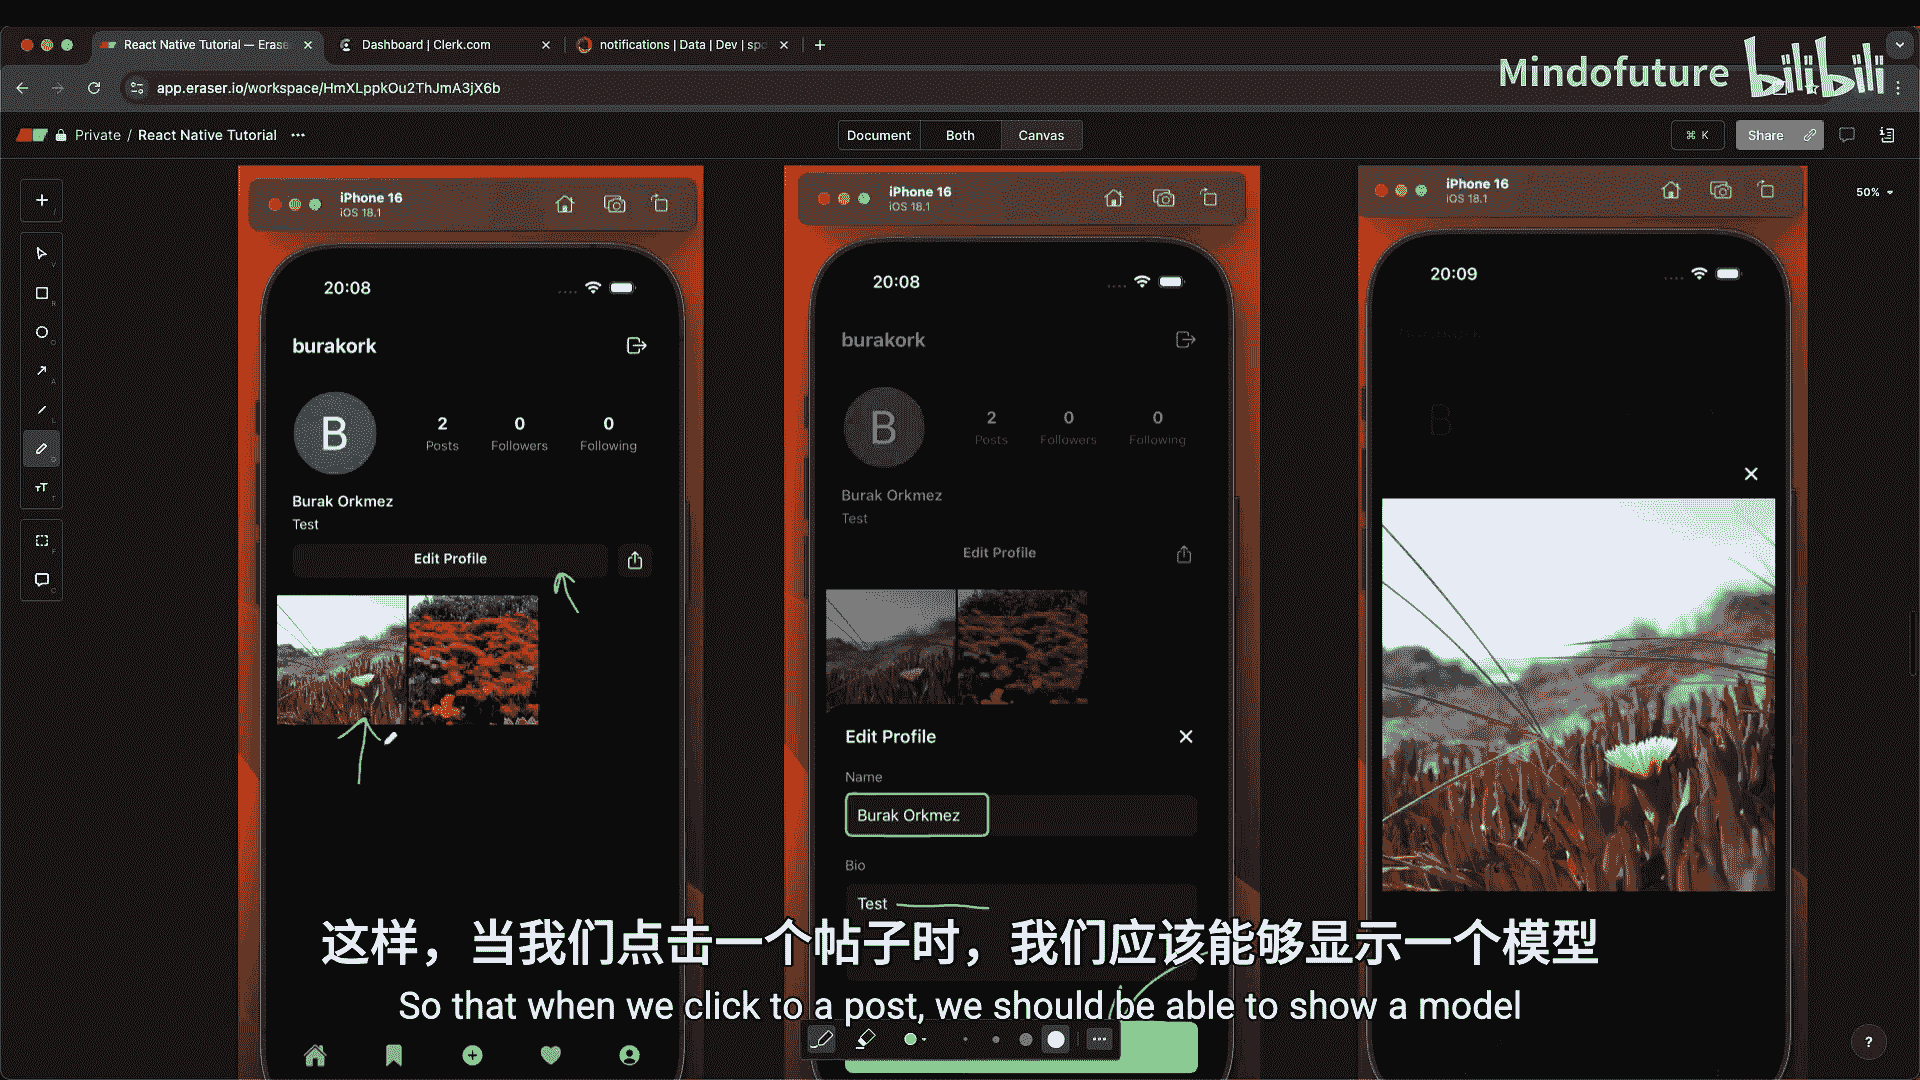 React Native Tutorial — Erase
Dashboard | Clerk.com
notifications | Data | Dev | spo
app.eraser.io/workspace/HmXLppkOu2ThJmA3jX6b
Mindofuture bilibili
Private / React Native Tutorial
Document
Both
Canvas
⌘ K
Share
50%
iPhone 16
iOS 18.1
20:08
burakork
B
2
Posts
0
Followers
0
Following
Burak Orkmez
Test
Edit Profile
iPhone 16
iOS 18.1
20:08
burakork
B
2
Posts
0
Followers
0
Following
Burak Orkmez
Test
Edit Profile
Edit Profile
Name
Burak Orkmez
Bio
Test
iPhone 16
iOS 18.1
20:09
B
这样，当我们点击一个帖子时，我们应该能够显示一个模型
So that when we click to a post, we should be able to show a model